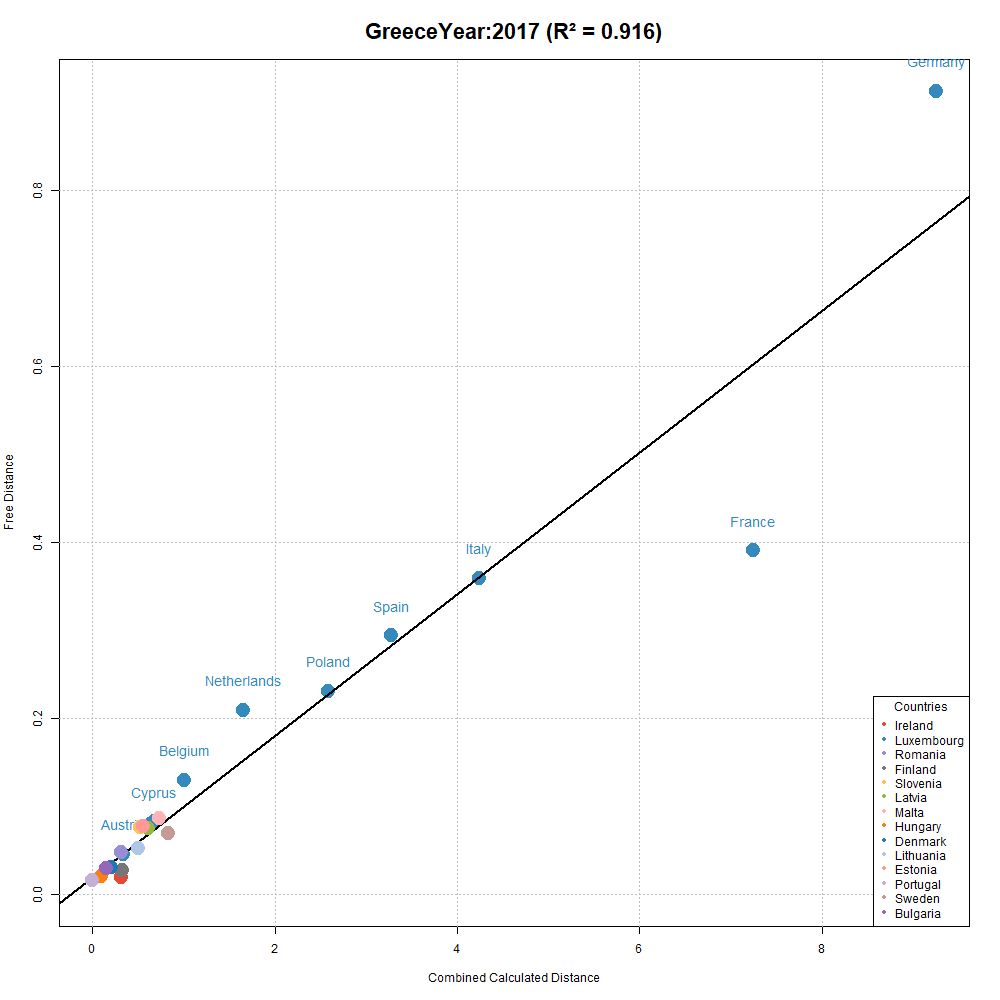 GreeceYear:2017 (R² = 0.916)
Germany
0.8
0.6
Free Distance
0.4
France
Italy
Spain
Poland
Netherlands
0.2
Belgium
Cyprus
Austri
0.0
Countries
Ireland
Luxembourg
Romania
Finland
Slovenia
Latvia
Malta
Hungary
Denmark
Lithuania
Estonia
Portugal
Sweden
Bulgaria
0 2 4 6 8
Combined Calculated Distance